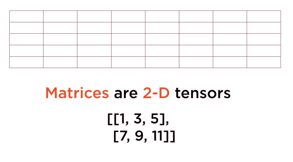 Matrices are 2-D tensors
[[1, 3, 5],
[7, 9, 11]]